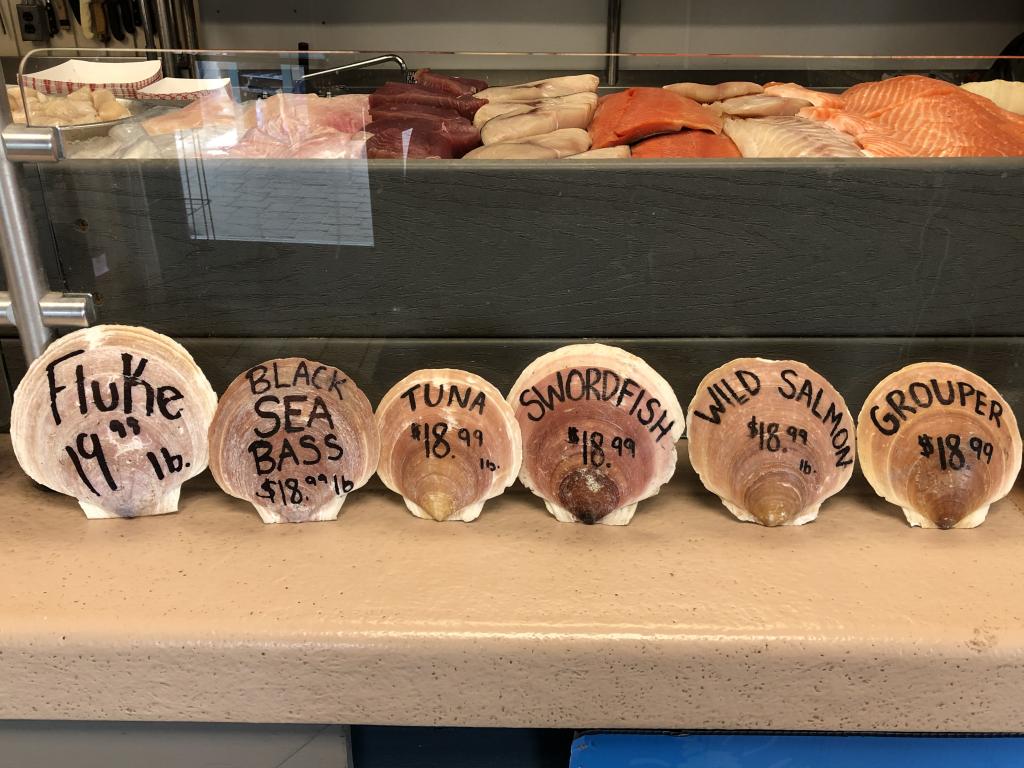 Fluke
19.99 lb.
BLACK
SEA
BASS
$18.99 lb
TUNA
$18.99
lb.
SWORDFISH
$18.99
WILD SALMON
$18.99
lb.
GROUPER
$18.99